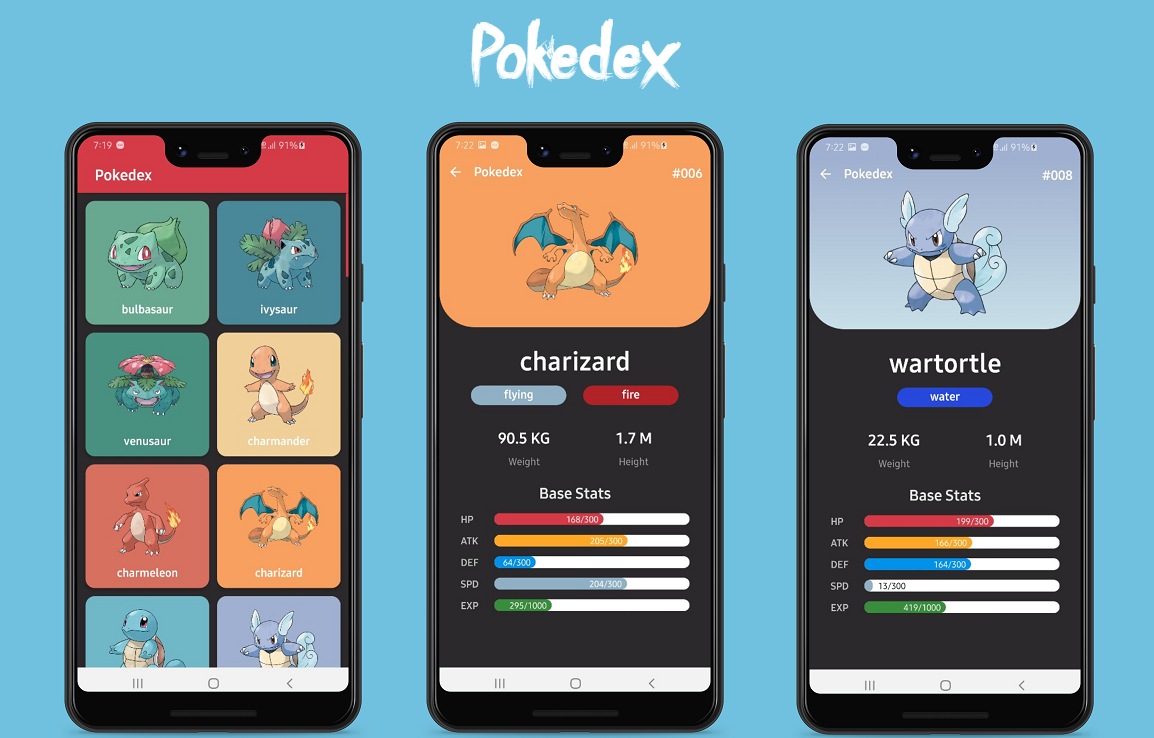 Pokedex
7:19 91%
Pokedex
bulbasaur ivysaur
venusaur charmander
charmeleon charizard
7:22 91%
Pokedex #006
charizard
flying fire
90.5 KG 1.7 M
Weight Height
Base Stats
HP 168/300
ATK 205/300
DEF 64/300
SPD 204/300
EXP 295/1000
7:22 91%
Pokedex #008
wartortle
water
22.5 KG 1.0 M
Weight Height
Base Stats
HP 199/300
ATK 166/300
DEF 164/300
SPD 13/300
EXP 419/1000